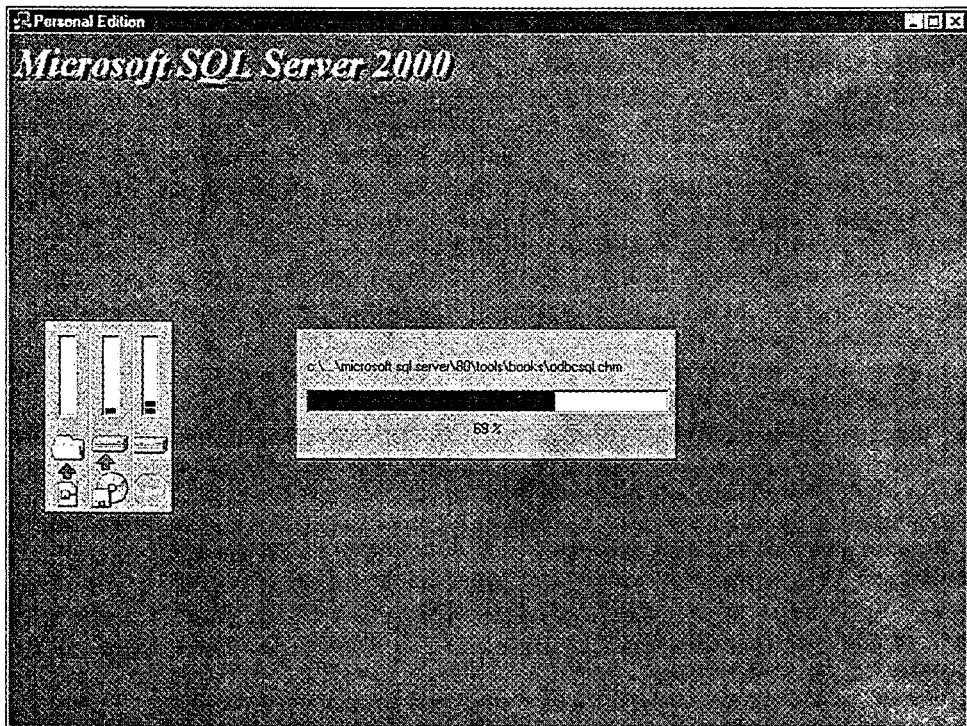 Personal Edition
Microsoft SQL Server 2000
c:\...\microsoft sql server\80\tools\books\odbcsql.chm
69 %